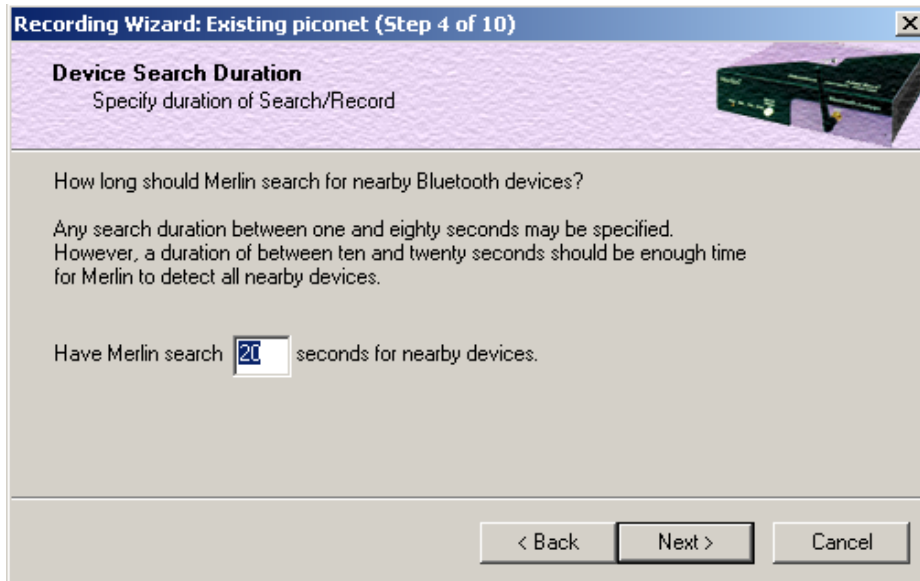 Recording Wizard: Existing piconet (Step 4 of 10)
Device Search Duration
Specify duration of Search/Record
How long should Merlin search for nearby Bluetooth devices?
Any search duration between one and eighty seconds may be specified.
However, a duration of between ten and twenty seconds should be enough time
for Merlin to detect all nearby devices.
Have Merlin search 20 seconds for nearby devices.
< Back Next > Cancel